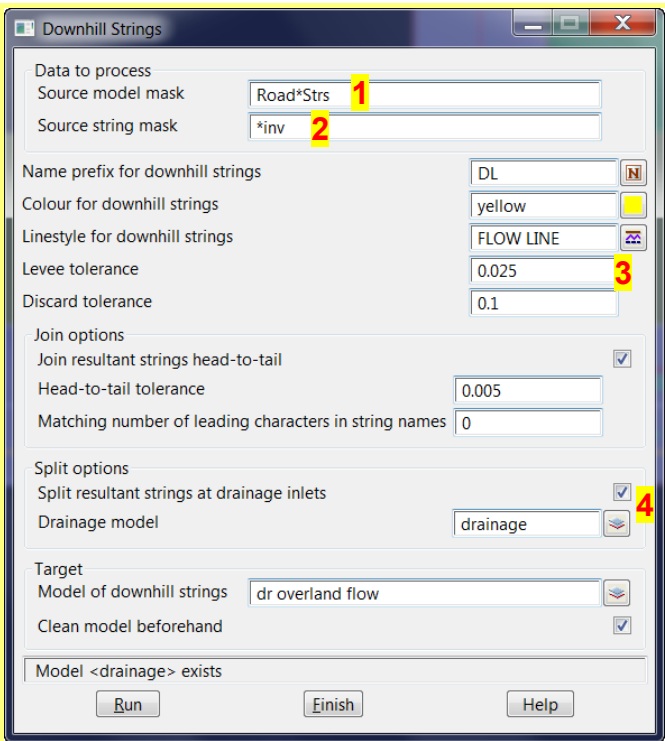 Downhill Strings
Data to process
Source model mask Road*Strs 1
Source string mask *inv 2
Name prefix for downhill strings DL N
Colour for downhill strings yellow
Linestyle for downhill strings FLOW LINE
Levee tolerance 0.025 3
Discard tolerance 0.1
Join options
Join resultant strings head-to-tail
Head-to-tail tolerance 0.005
Matching number of leading characters in string names 0
Split options
Split resultant strings at drainage inlets 4
Drainage model drainage
Target
Model of downhill strings dr overland flow
Clean model beforehand
Model <drainage> exists
Run Finish Help